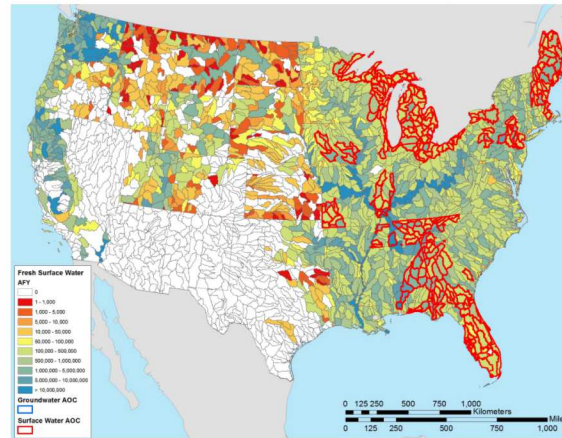 Fresh Surface Water
AFY
0
1 - 1,000
1,000 - 5,000
5,000 - 10,000
10,000 - 50,000
50,000 - 100,000
100,000 - 500,000
500,000 - 1,000,000
1,000,000 - 5,000,000
5,000,000 - 10,000,000
> 10,000,000
Groundwater AOC
Surface Water AOC
0 125 250 500 750 1,000
Kilometers
Mile
0 125 250 500 750 1,000